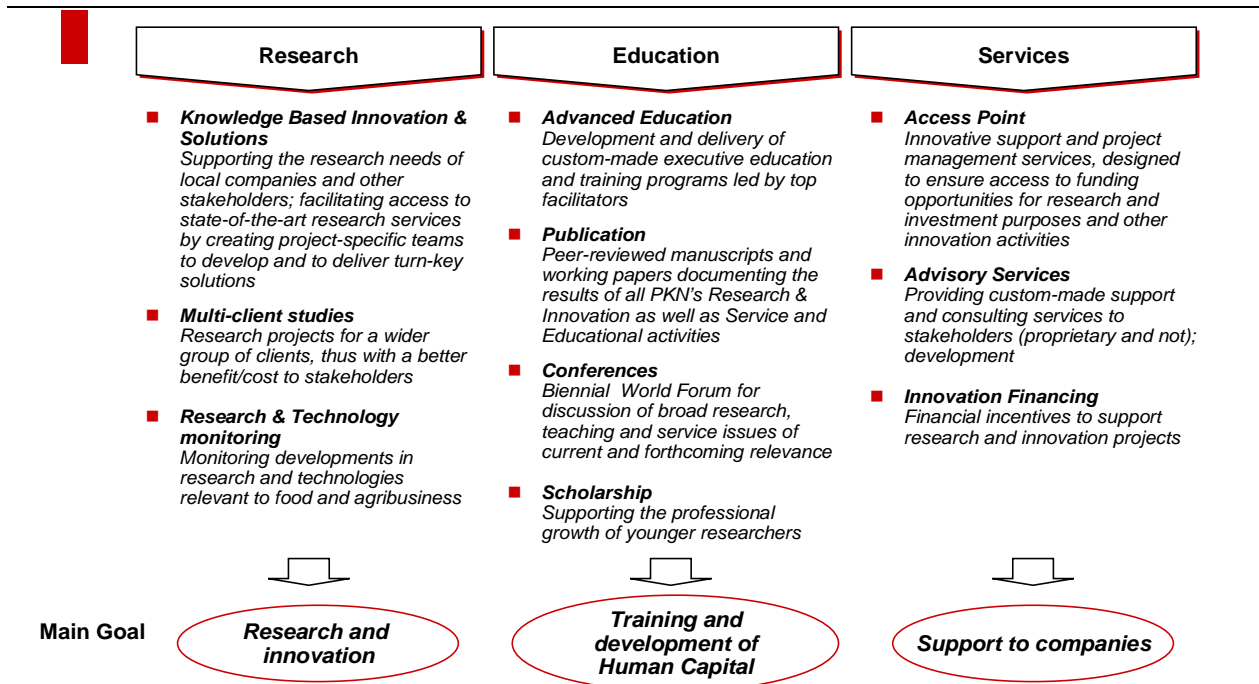 Research
Knowledge Based Innovation &
Solutions
Supporting the research needs of
local companies and other
stakeholders; facilitating access to
state-of-the-art research services
by creating project-specific teams
to develop and to deliver turn-key
solutions
Multi-client studies
Research projects for a wider
group of clients, thus with a better
benefit/cost to stakeholders
Research & Technology
monitoring
Monitoring developments in
research and technologies
relevant to food and agribusiness
Education
Advanced Education
Development and delivery of
custom-made executive education
and training programs led by top
facilitators
Publication
Peer-reviewed manuscripts and
working papers documenting the
results of all PKN's Research &
Innovation as well as Service and
Educational activities
Conferences
Biennial World Forum for
discussion of broad research,
teaching and service issues of
current and forthcoming relevance
Scholarship
Supporting the professional
growth of younger researchers
Services
Access Point
Innovative support and project
management services, designed
to ensure access to funding
opportunities for research and
investment purposes and other
innovation activities
Advisory Services
Providing custom-made support
and consulting services to
stakeholders (proprietary and not);
development
Innovation Financing
Financial incentives to support
research and innovation projects
Main Goal
Research and
innovation
Training and
development of
Human Capital
Support to companies